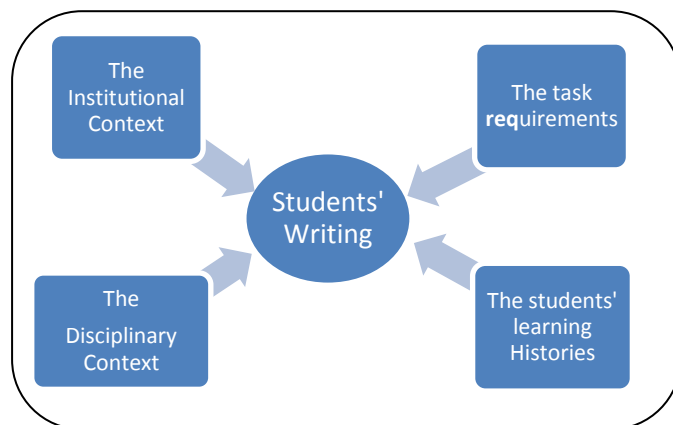 The
Institutional
Context
The task
requirements
Students'
Writing
The
Disciplinary
Context
The students'
learning
Histories